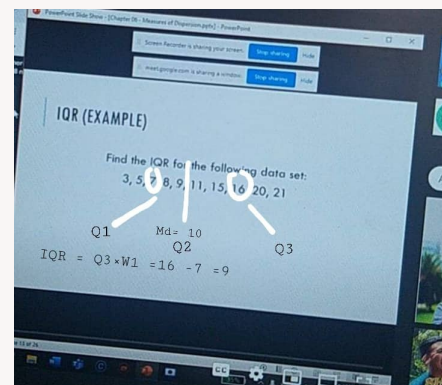 PowerPoint Slide Show - [Chapter 06 - Measures of Dispersion.pptx] - PowerPoint
Screen Recorder is sharing your screen.
Stop sharing
Hide
meet.google.com is sharing a window.
Stop sharing
Hide
IQR (EXAMPLE)
Find the IQR for the following data set:
3, 5, 7, 8, 9, 11, 15, 16, 20, 21
Q1
Md= 10
Q2
Q3
IQR = Q3×W1 =16 -7 =9
CC